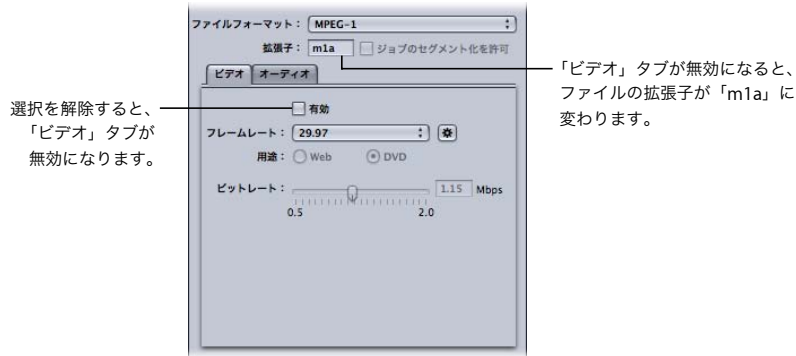 ファイルフォーマット： MPEG-1
拡張子： m1a ジョブのセグメント化を許可
ビデオ オーディオ
有効
フレームレート： 29.97
用途： Web DVD
ビットレート： 1.15 Mbps
0.5 2.0
選択を解除すると、
「ビデオ」タブが
無効になります。
「ビデオ」タブが無効になると、
ファイルの拡張子が「m1a」に
変わります。